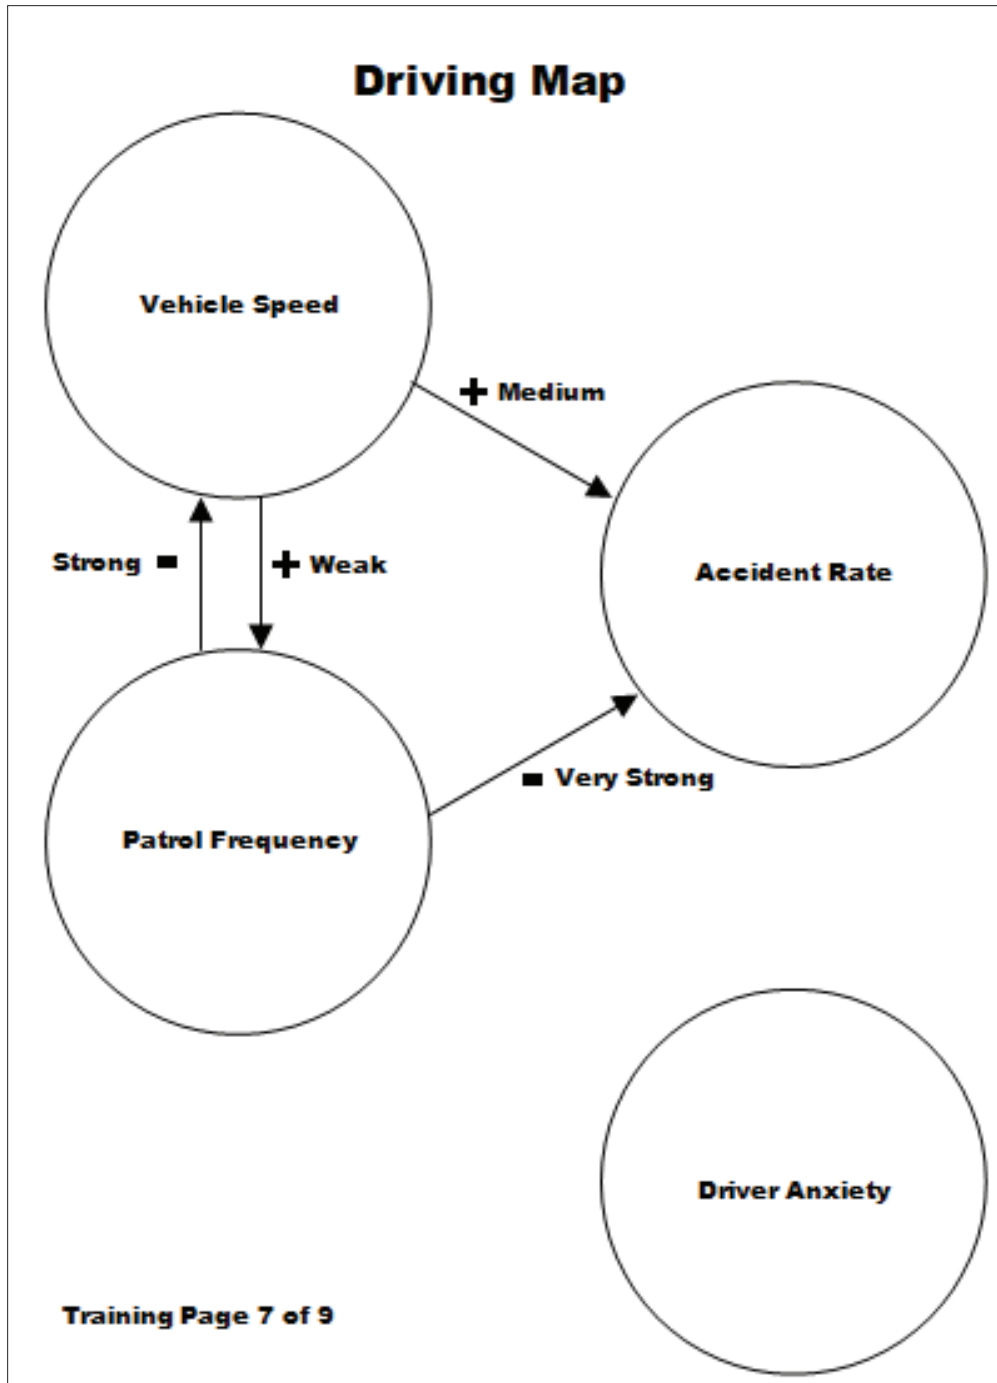 Driving Map
Vehicle Speed
+ Medium
Strong -
+ Weak
Accident Rate
- Very Strong
Patrol Frequency
Driver Anxiety
Training Page 7 of 9